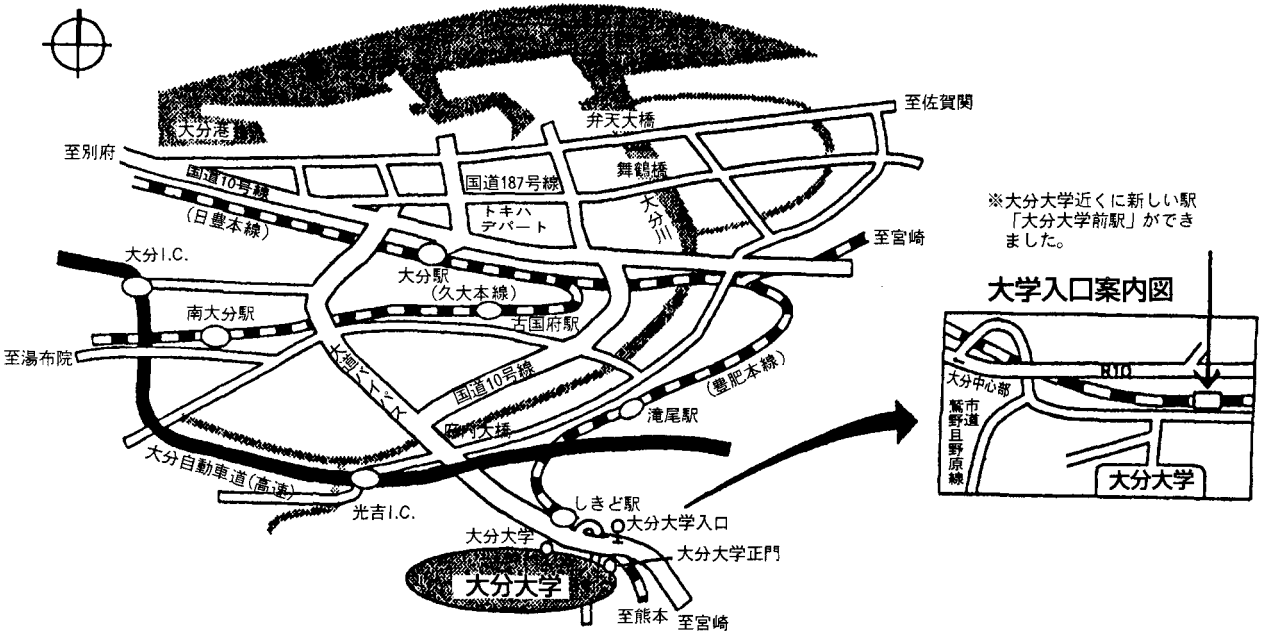 至佐賀関
弁天大橋
大分港
至別府
舞鶴橋
国道10号線
国道187号線
大分川
(日豊本線)
トキハ
デパート
※大分大学近くに新しい駅
「大分大学前駅」ができ
ました。
至宮崎
大分I.C.
大分駅
(久大本線)
大学入口案内図
南大分駅
古国府駅
至湯布院
大道バイパス
国道10号線
(豊肥本線)
R10
大分中心部
市道
鷲野且野原線
滝尾駅
府内大橋
大分自動車道(高速)
大分大学
光吉I.C.
しきど駅
大分大学入口
大分大学
大分大学正門
大分大学
至熊本
至宮崎